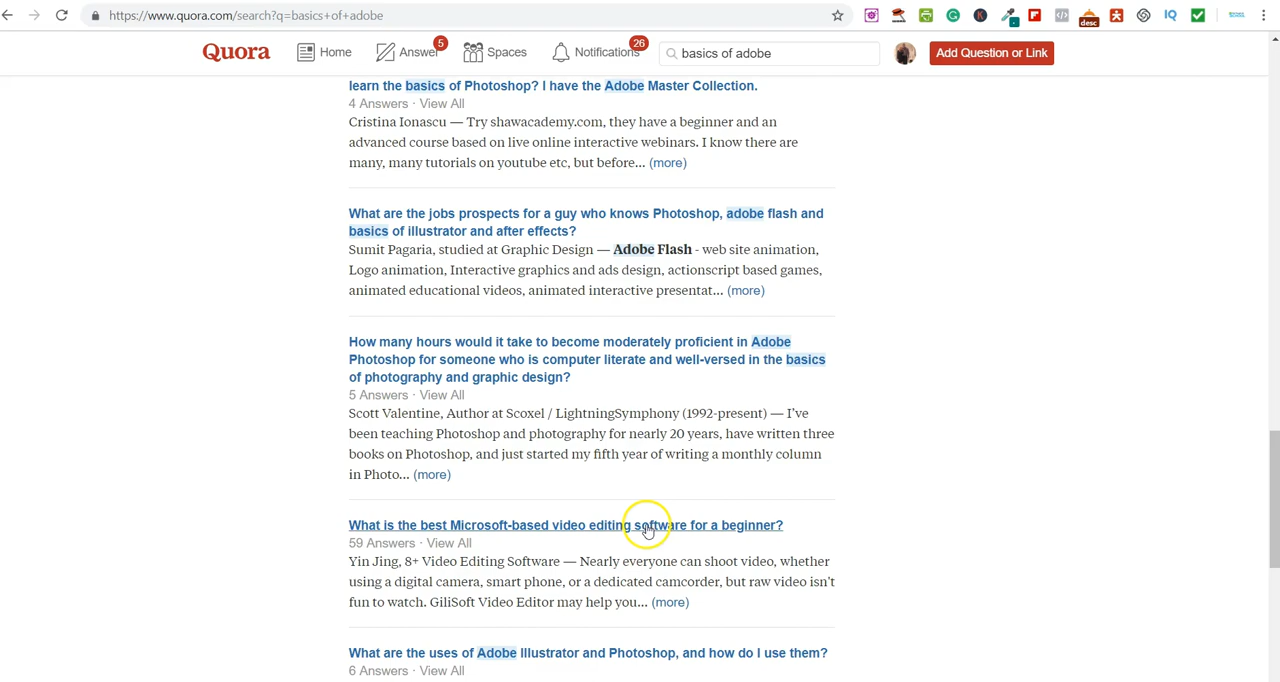 https://www.quora.com/search?q=basics+of+adobe
desc
IQ
Quora Home Answer 5 Spaces Notifications 26 basics of adobe Add Question or Link
learn the basics of Photoshop? I have the Adobe Master Collection.
4 Answers · View All
Cristina Ionascu — Try shawacademy.com, they have a beginner and an
advanced course based on live online interactive webinars. I know there are
many, many tutorials on youtube etc, but before... (more)
What are the jobs prospects for a guy who knows Photoshop, adobe flash and
basics of illustrator and after effects?
Sumit Pagaria, studied at Graphic Design — Adobe Flash - web site animation,
Logo animation, Interactive graphics and ads design, actionscript based games,
animated educational videos, animated interactive presentat... (more)
How many hours would it take to become moderately proficient in Adobe
Photoshop for someone who is computer literate and well-versed in the basics
of photography and graphic design?
5 Answers · View All
Scott Valentine, Author at Scoxel / LightningSymphony (1992-present) — I've
been teaching Photoshop and photography for nearly 20 years, have written three
books on Photoshop, and just started my fifth year of writing a monthly column
in Photo... (more)
What is the best Microsoft-based video editing software for a beginner?
59 Answers · View All
Yin Jing, 8+ Video Editing Software — Nearly everyone can shoot video, whether
using a digital camera, smart phone, or a dedicated camcorder, but raw video isn't
fun to watch. GiliSoft Video Editor may help you... (more)
What are the uses of Adobe Illustrator and Photoshop, and how do I use them?
6 Answers · View All